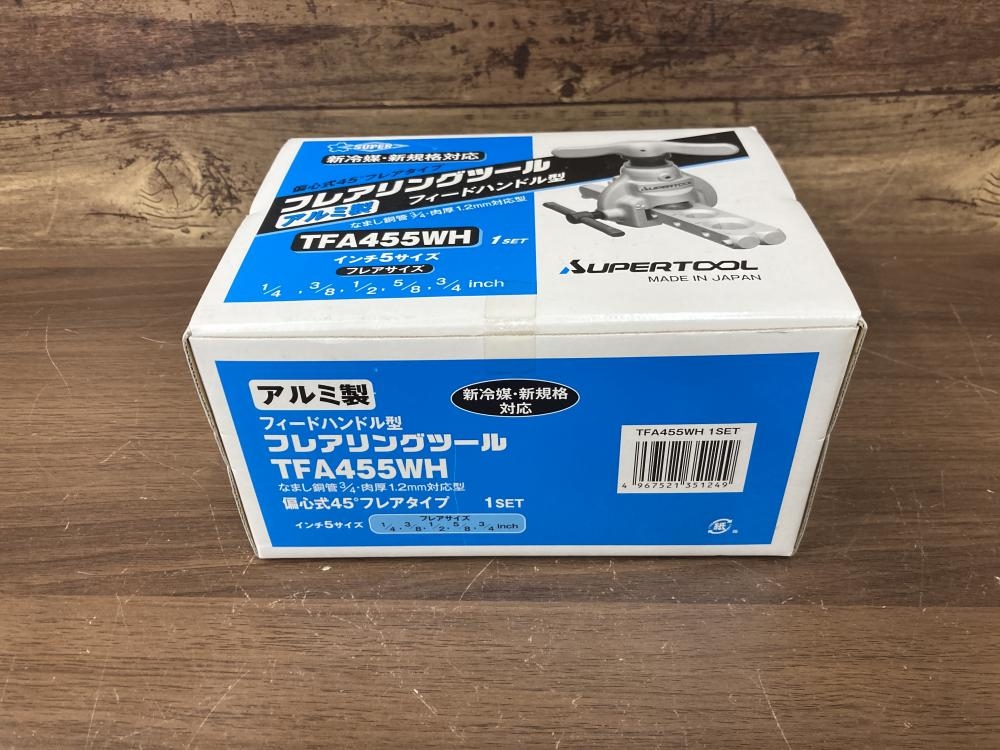 SUPER
新冷媒・新規格対応
偏心式45°フレアタイプ
フレアリングツール
アルミ製 フィードハンドル型
なまし銅管3/4・肉厚1.2mm対応型
TFA455WH 1SET
インチ5サイズ
フレアサイズ
1/4, 3/8, 1/2, 5/8, 3/4 inch
SUPERTOOL
SUPERTOOL
MADE IN JAPAN
アルミ製
フィードハンドル型
フレアリングツール
TFA455WH
なまし銅管3/4・肉厚1.2mm対応型
偏心式45°フレアタイプ 1SET
フレアサイズ
インチ5サイズ 1/4, 3/8, 1/2, 5/8, 3/4 inch
新冷媒・新規格
対応
TFA455WH 1SET
4 967521 351249
紙